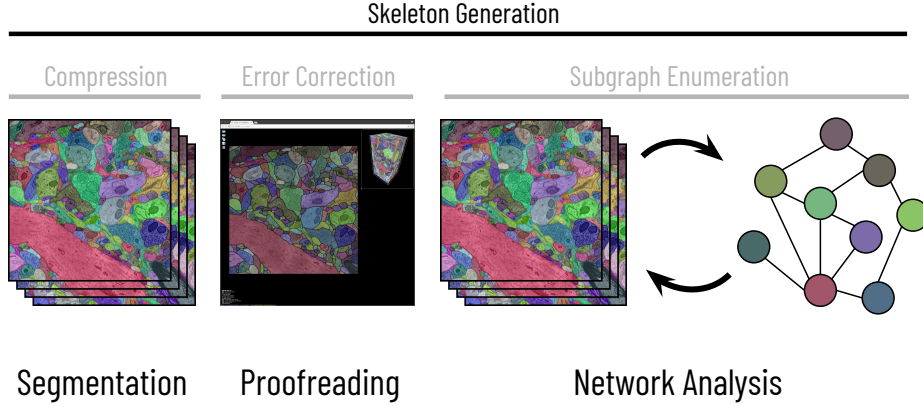 Skeleton Generation
Compression
Error Correction
Subgraph Enumeration
Segmentation
Proofreading
Network Analysis